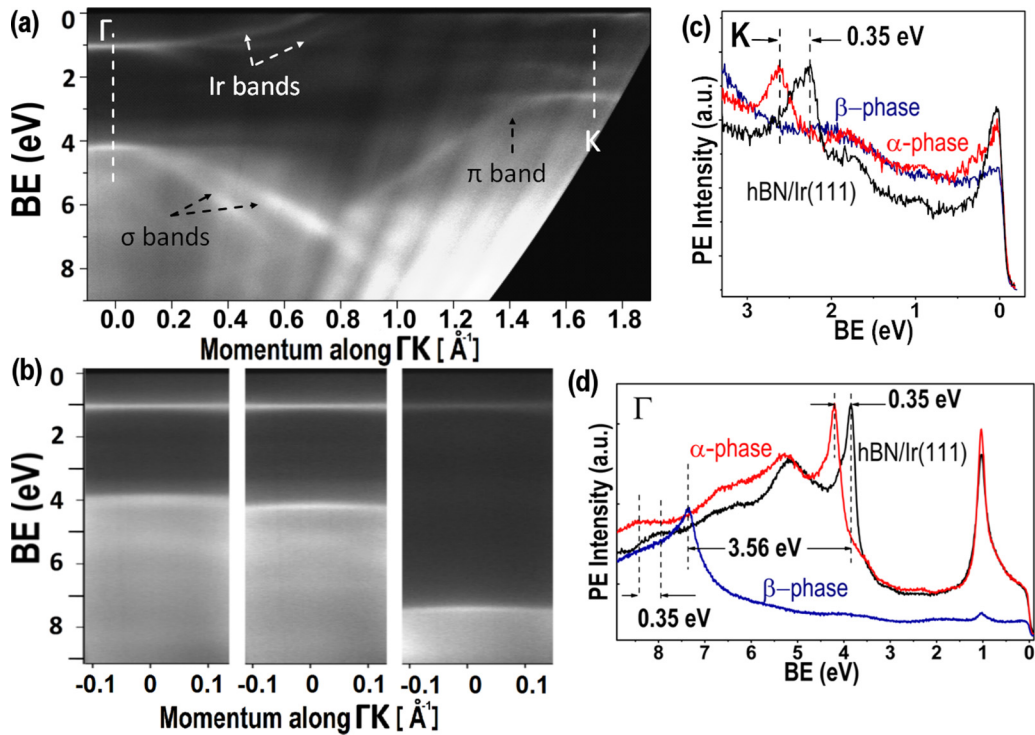 (a)
Γ
Ir bands
σ bands
π band
K
BE (eV)
0
2
4
6
8
0.0 0.2 0.4 0.6 0.8 1.0 1.2 1.4 1.6 1.8
Momentum along ΓK [ Å⁻¹]
(b)
BE (eV)
0
2
4
6
8
-0.1 0 0.1 -0.1 0 0.1 -0.1 0 0.1
Momentum along ΓK [ Å⁻¹]
(c)
K
0.35 eV
β−phase
α-phase
hBN/Ir(111)
PE Intensity (a.u.)
3 2 1 0
BE (eV)
(d)
Γ
0.35 eV
α-phase
hBN/Ir(111)
3.56 eV
β-phase
0.35 eV
PE Intensity (a.u.)
8 7 6 5 4 3 2 1 0
BE (eV)